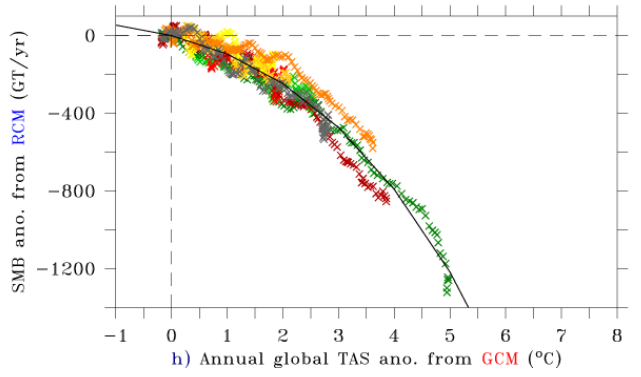 0
−400
−800
−1200
SMB ano. from RCM (GT/yr)
−1 0 1 2 3 4 5 6 7 8
h) Annual global TAS ano. from GCM (ºC)